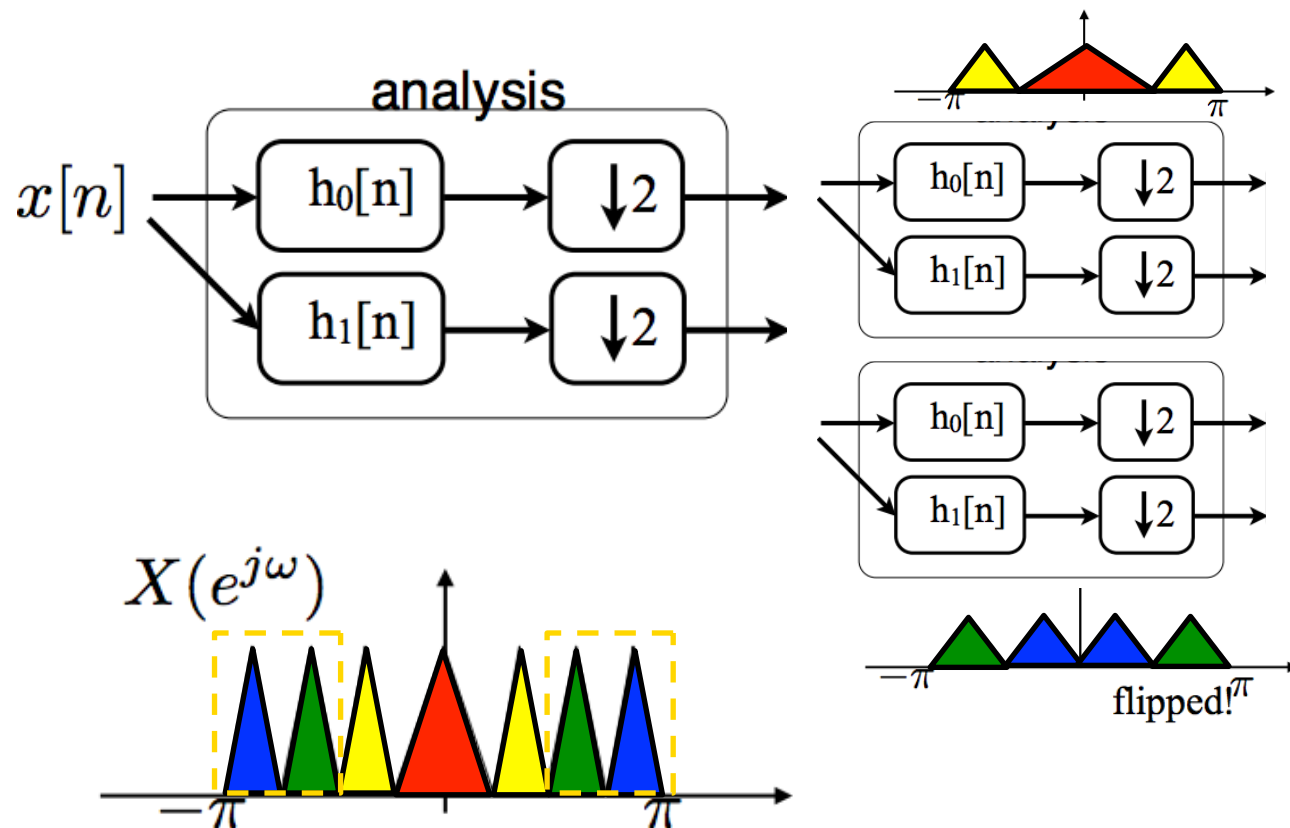 analysis
x[n]
h₀[n]
↓2
h₁[n]
↓2
X(e^{jω})
−π
π
−π
π
h₀[n]
↓2
h₁[n]
↓2
h₀[n]
↓2
h₁[n]
↓2
−π
π
flipped!